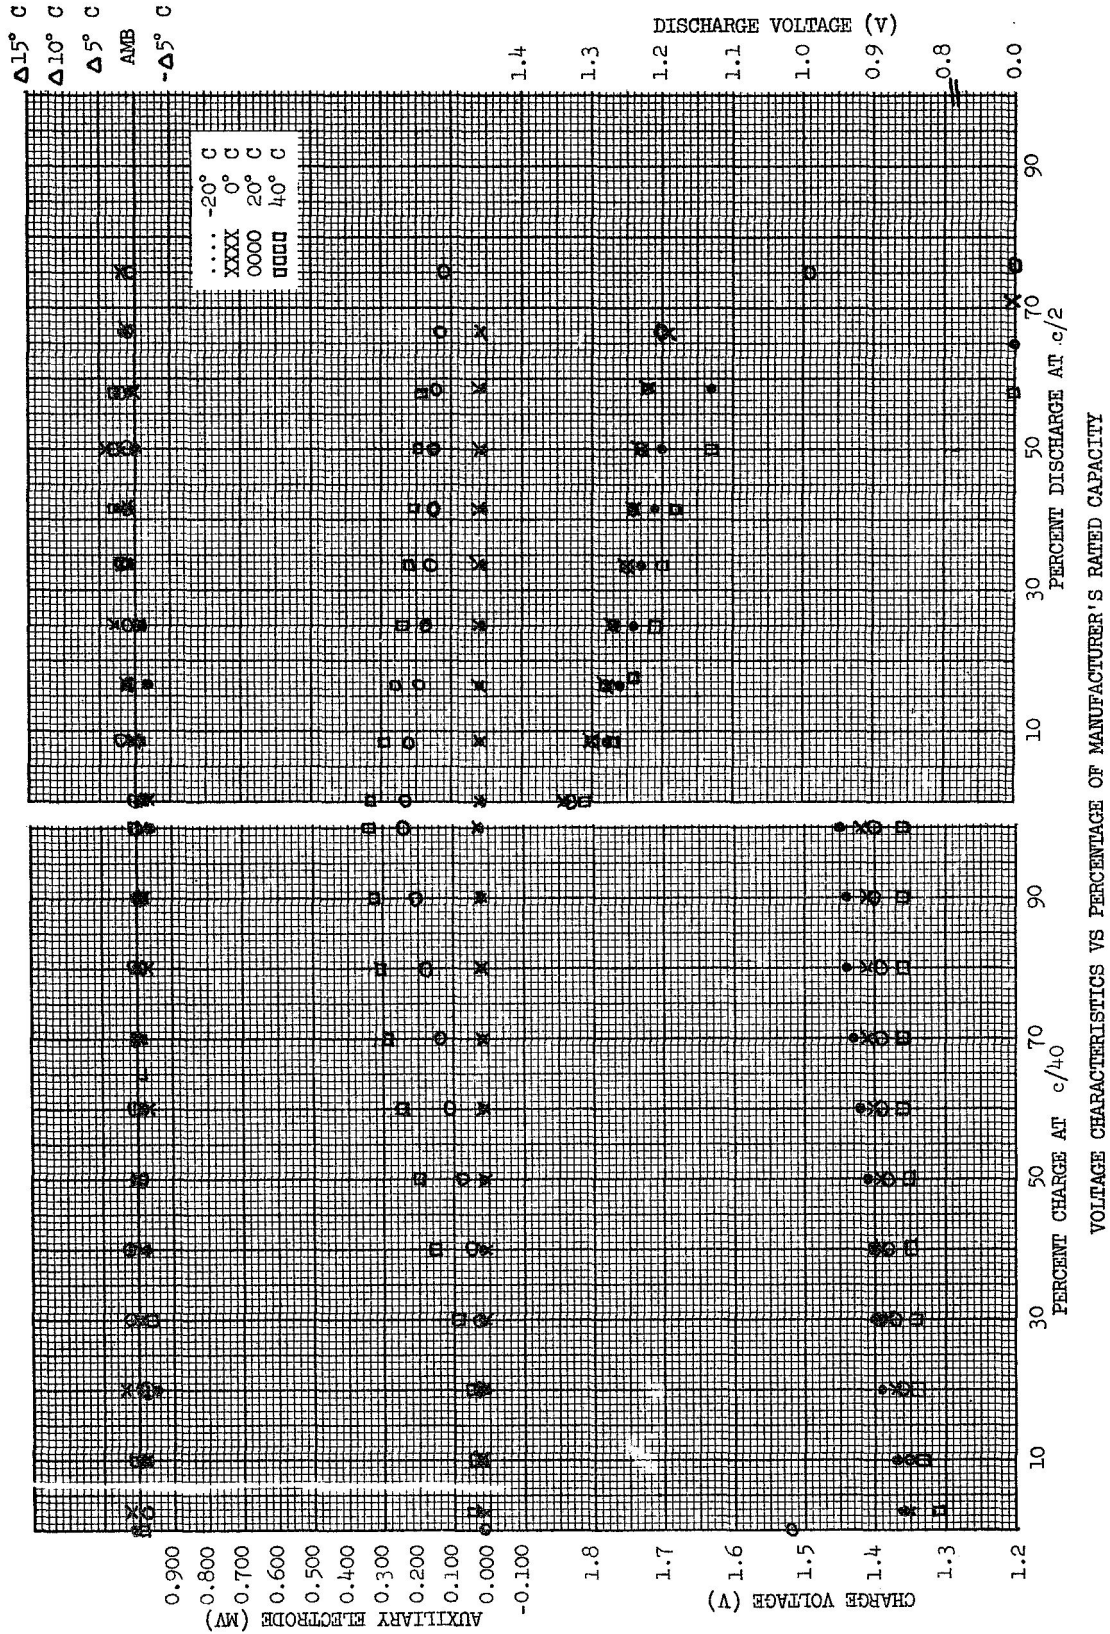 Δ15° C
Δ10° C
Δ5° C
AMB
-Δ5° C
.... -20° C
XXXX 0° C
OOOO 20° C
□□□□ 40° C
AUXILIARY ELECTRODE (MV)
0.900
0.800
0.700
0.600
0.500
0.400
0.300
0.200
0.100
0.000
-0.100
CHARGE VOLTAGE (V)
1.8
1.7
1.6
1.5
1.4
1.3
1.2
DISCHARGE VOLTAGE (V)
1.4
1.3
1.2
1.1
1.0
0.9
0.8
0.0
10 30 50 70 90
PERCENT CHARGE AT c/40
10 30 50 70 90
PERCENT DISCHARGE AT c/2
VOLTAGE CHARACTERISTICS VS PERCENTAGE OF MANUFACTURER'S RATED CAPACITY